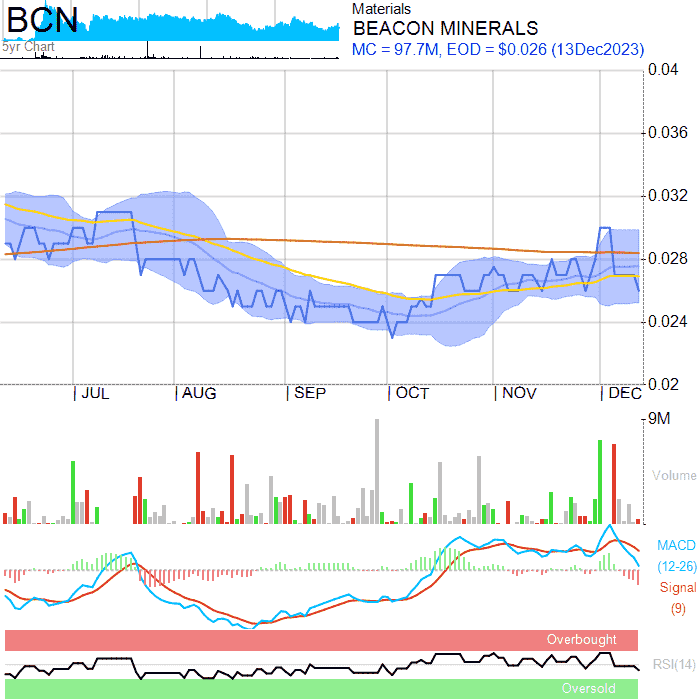 BCN
5yr Chart
Materials
BEACON MINERALS
MC = 97.7M, EOD = $0.026 (13Dec2023)
0.04
0.036
0.032
0.028
0.024
0.02
JUL
AUG
SEP
OCT
NOV
DEC
9M
Volume
MACD
(12-26)
Signal
(9)
Overbought
RSI(14)
Oversold